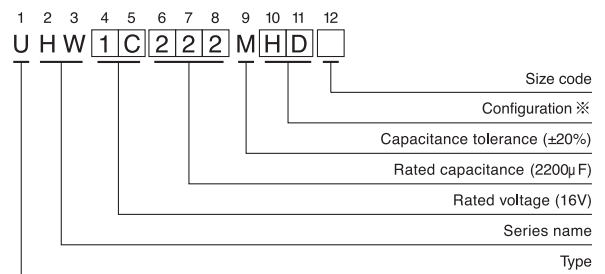 1 2 3 4 5 6 7 8 9 10 11 12
U H W 1 C 2 2 2 M H D
Size code
Configuration ※
Capacitance tolerance (±20%)
Rated capacitance (2200µF)
Rated voltage (16V)
Series name
Type